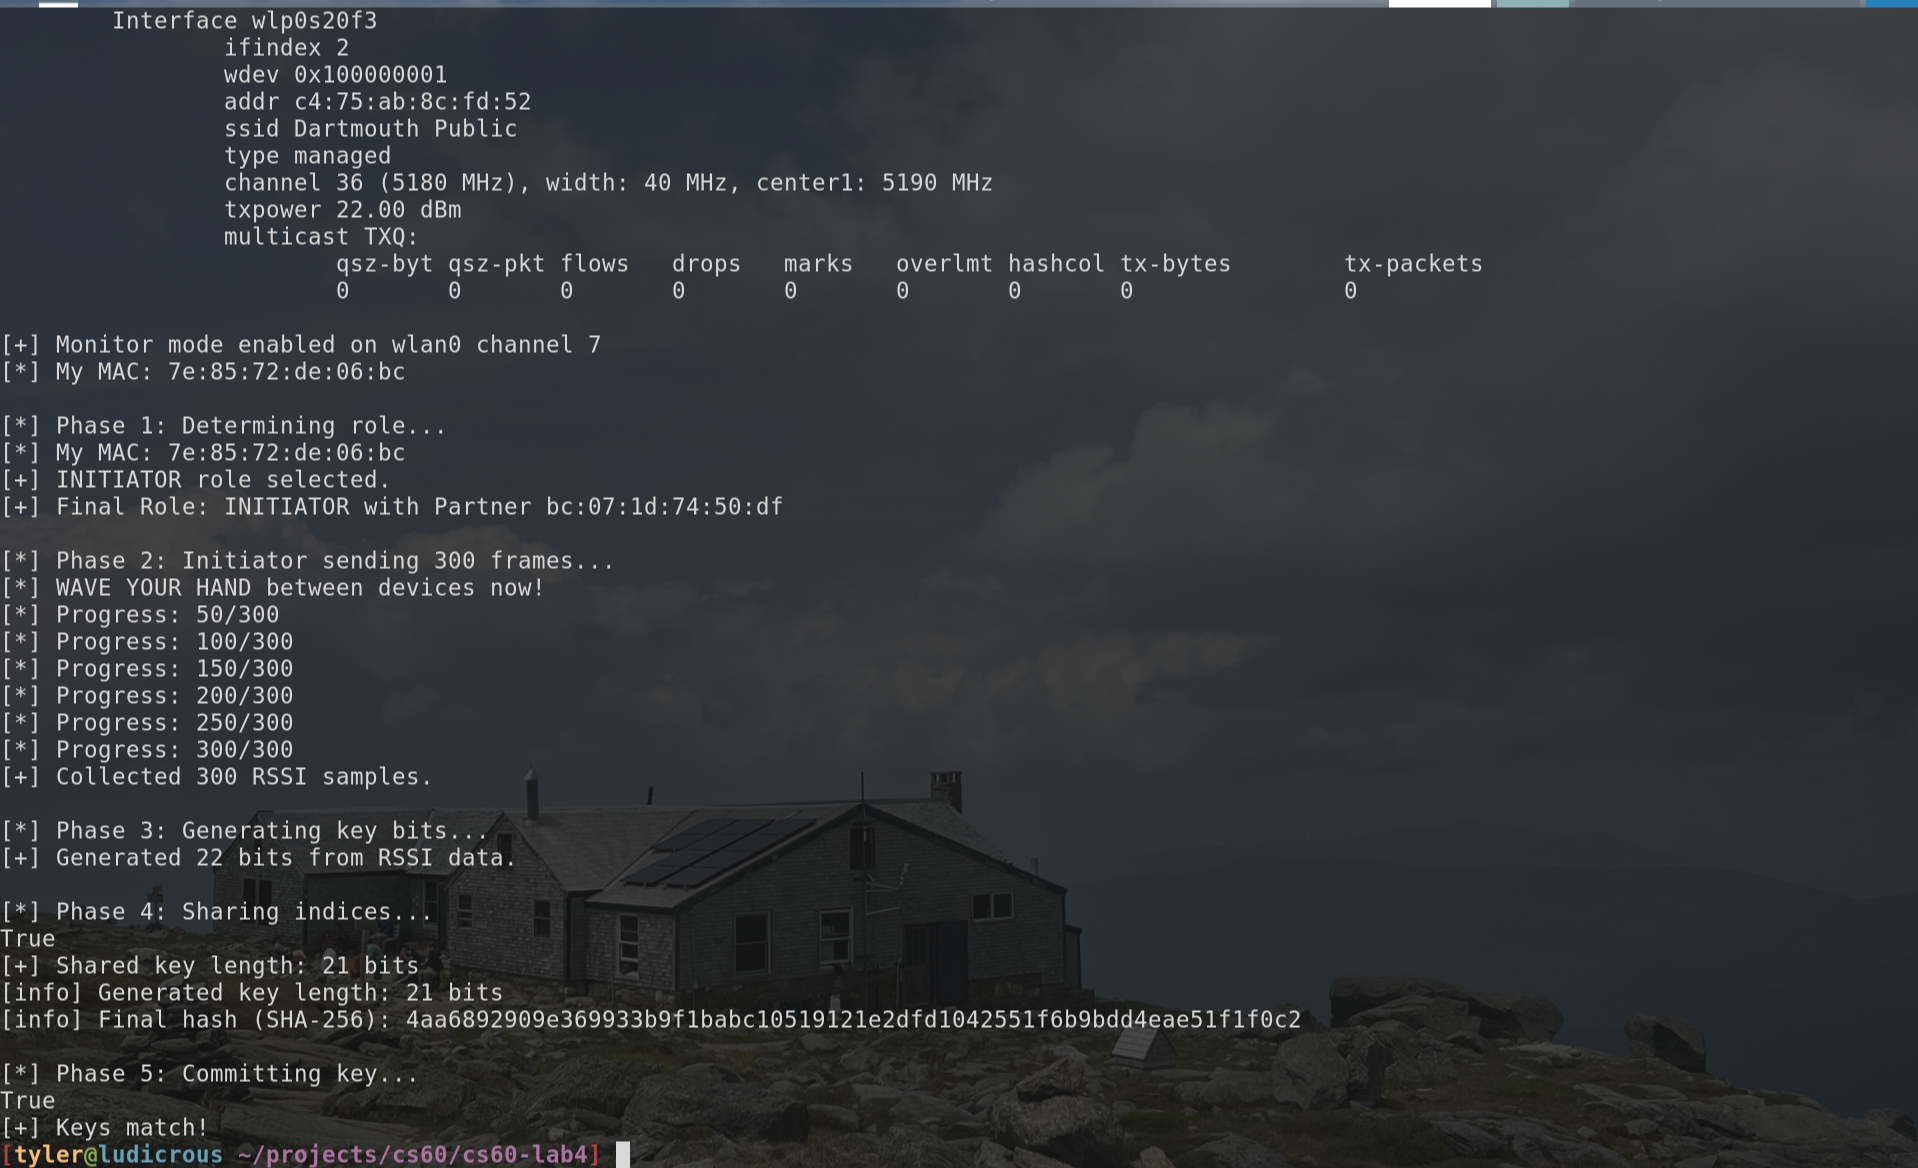 Interface wlp0s20f3
ifindex 2
wdev 0x100000001
addr c4:75:ab:8c:fd:52
ssid Dartmouth Public
type managed
channel 36 (5180 MHz), width: 40 MHz, center1: 5190 MHz
txpower 22.00 dBm
multicast TXQ:
qsz-byt qsz-pkt flows drops marks overlmt hashcol tx-bytes tx-packets
0 0 0 0 0 0 0 0 0
[+] Monitor mode enabled on wlan0 channel 7
[*] My MAC: 7e:85:72:de:06:bc
[*] Phase 1: Determining role...
[*] My MAC: 7e:85:72:de:06:bc
[+] INITIATOR role selected.
[+] Final Role: INITIATOR with Partner bc:07:1d:74:50:df
[*] Phase 2: Initiator sending 300 frames...
[*] WAVE YOUR HAND between devices now!
[*] Progress: 50/300
[*] Progress: 100/300
[*] Progress: 150/300
[*] Progress: 200/300
[*] Progress: 250/300
[*] Progress: 300/300
[+] Collected 300 RSSI samples.
[*] Phase 3: Generating key bits...
[+] Generated 22 bits from RSSI data.
[*] Phase 4: Sharing indices...
True
[+] Shared key length: 21 bits
[info] Generated key length: 21 bits
[info] Final hash (SHA-256): 4aa6892909e369933b9f1babc10519121e2dfd1042551f6b9bdd4eae51f1f0c2
[*] Phase 5: Committing key...
True
[+] Keys match!
[tyler@ludicrous ~/projects/cs60/cs60-lab4]